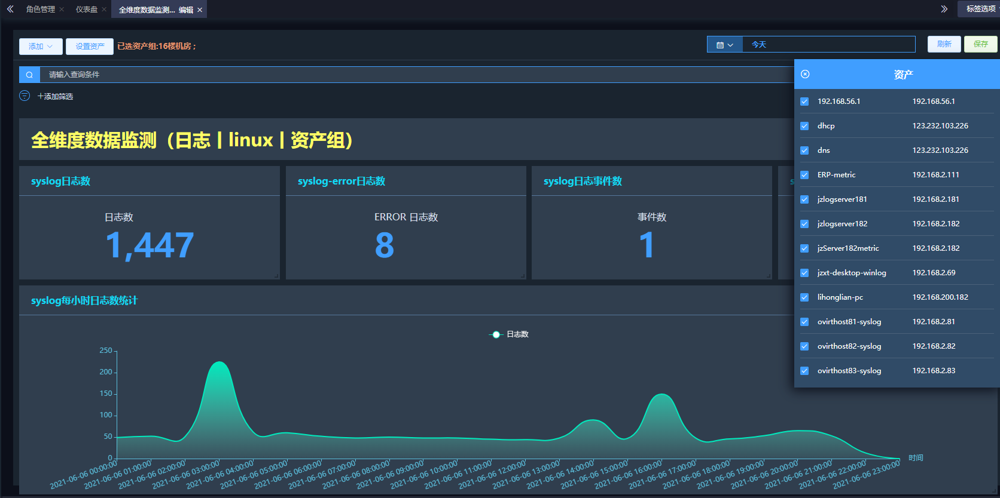 角色管理 仪表盘 全维度数据监测... 编辑 标签选项
添加 设置资产 已选资产组:16楼机房 ; 今天 刷新 保存
请输入查询条件
添加筛选
全维度数据监测（日志丨linux丨资产组）
syslog日志数
日志数
1,447
syslog-error日志数
ERROR 日志数
8
syslog日志事件数
事件数
1
syslog每小时日志数统计
日志数
250
200
150
100
50
0
2021-06-06 00:00:00
2021-06-06 01:00:00
2021-06-06 02:00:00
2021-06-06 03:00:00
2021-06-06 04:00:00
2021-06-06 05:00:00
2021-06-06 06:00:00
2021-06-06 07:00:00
2021-06-06 08:00:00
2021-06-06 09:00:00
2021-06-06 10:00:00
2021-06-06 11:00:00
2021-06-06 12:00:00
2021-06-06 13:00:00
2021-06-06 14:00:00
2021-06-06 15:00:00
2021-06-06 16:00:00
2021-06-06 17:00:00
2021-06-06 18:00:00
2021-06-06 19:00:00
2021-06-06 20:00:00
2021-06-06 21:00:00
2021-06-06 22:00:00
2021-06-06 23:00:00
时间
资产
192.168.56.1 192.168.56.1
dhcp 123.232.103.226
dns 123.232.103.226
ERP-metric 192.168.2.111
jzlogserver181 192.168.2.181
jzlogserver182 192.168.2.182
jzServer182metric 192.168.2.182
jzxt-desktop-winlog 192.168.2.69
lihonglian-pc 192.168.200.182
ovirthost81-syslog 192.168.2.81
ovirthost82-syslog 192.168.2.82
ovirthost83-syslog 192.168.2.83